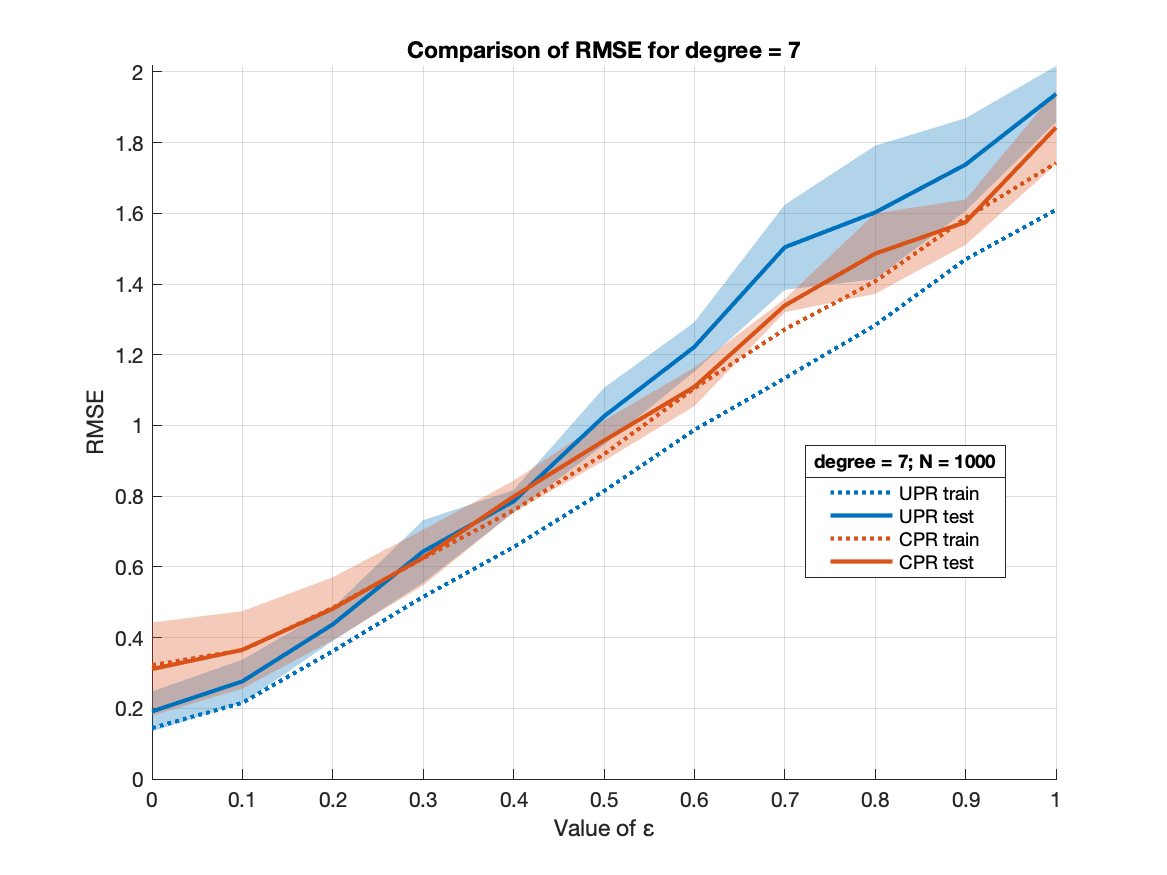 Comparison of RMSE for degree = 7
2
1.8
1.6
1.4
1.2
1
0.8
0.6
0.4
0.2
0
RMSE
degree = 7; N = 1000
UPR train
UPR test
CPR train
CPR test
0 0.1 0.2 0.3 0.4 0.5 0.6 0.7 0.8 0.9 1
Value of ε